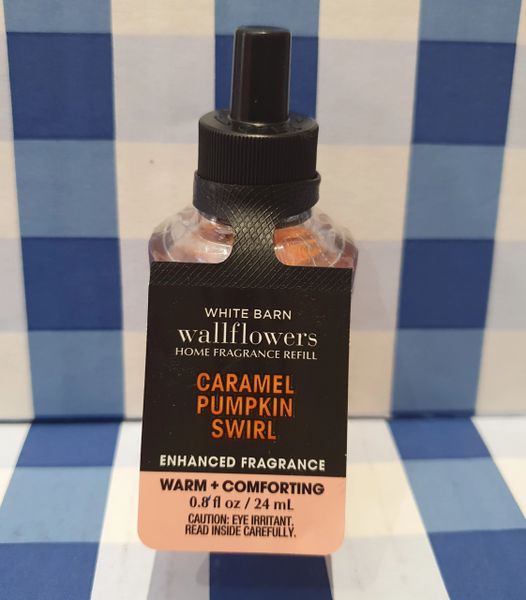 WHITE BARN
wallflowers
HOME FRAGRANCE REFILL
CARAMEL
PUMPKIN
SWIRL
ENHANCED FRAGRANCE
WARM + COMFORTING
0.8 fl oz / 24 mL
CAUTION: EYE IRRITANT.
READ INSIDE CAREFULLY.